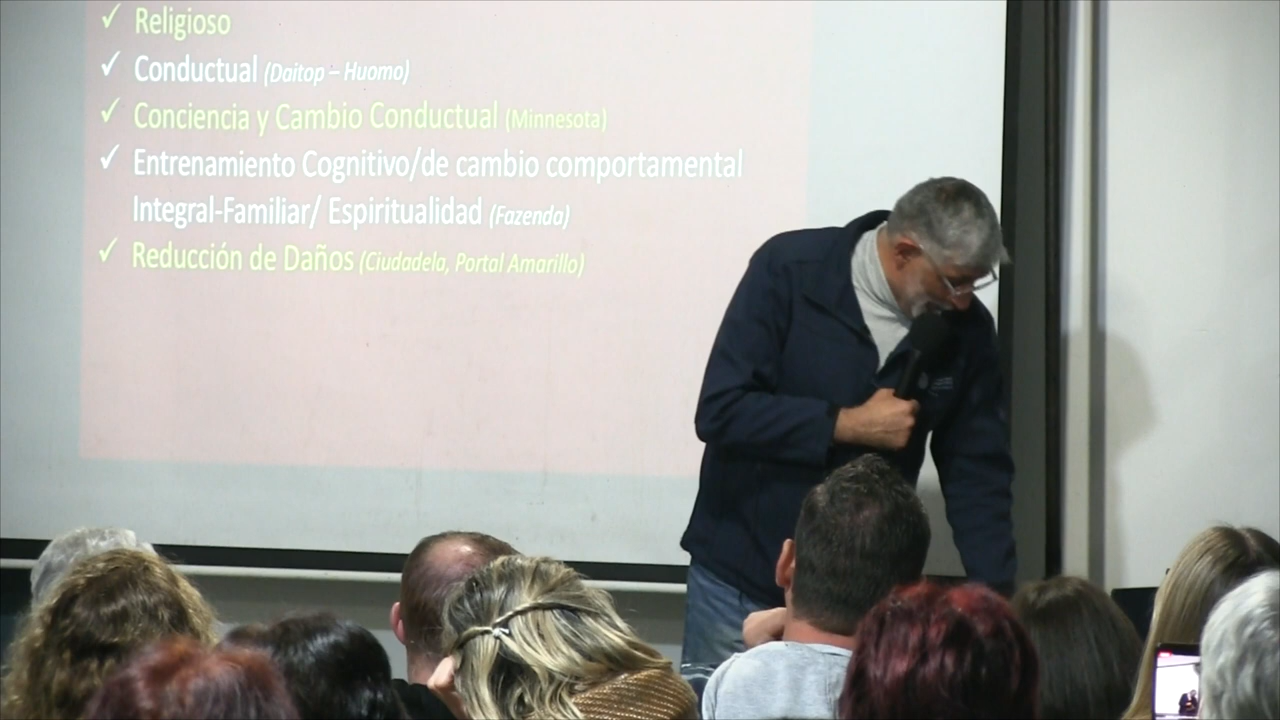 ✓ Religioso
✓ Conductual (Daitop – Huomo)
✓ Conciencia y Cambio Conductual (Minnesota)
✓ Entrenamiento Cognitivo/de cambio comportamental
Integral-Familiar/ Espiritualidad (Fazenda)
✓ Reducción de Daños (Ciudadela, Portal Amarillo)